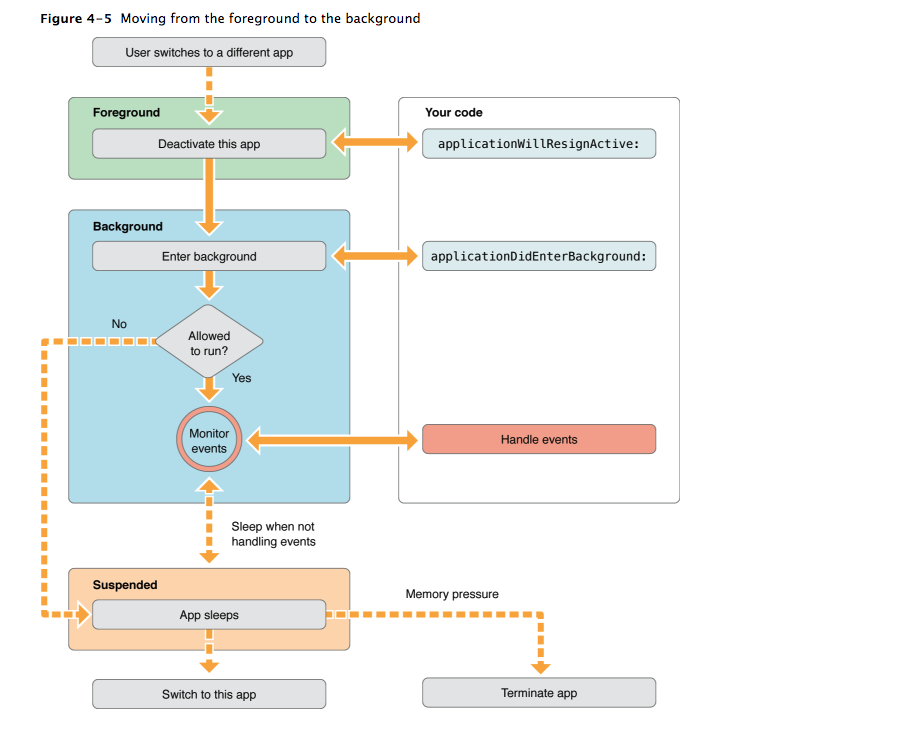 Figure 4-5 Moving from the foreground to the background
User switches to a different app
Foreground
Your code
Deactivate this app
applicationWillResignActive:
Background
Enter background
applicationDidEnterBackground:
No
Allowed
to run?
Yes
Monitor
events
Handle events
Sleep when not
handling events
Suspended
Memory pressure
App sleeps
Switch to this app
Terminate app